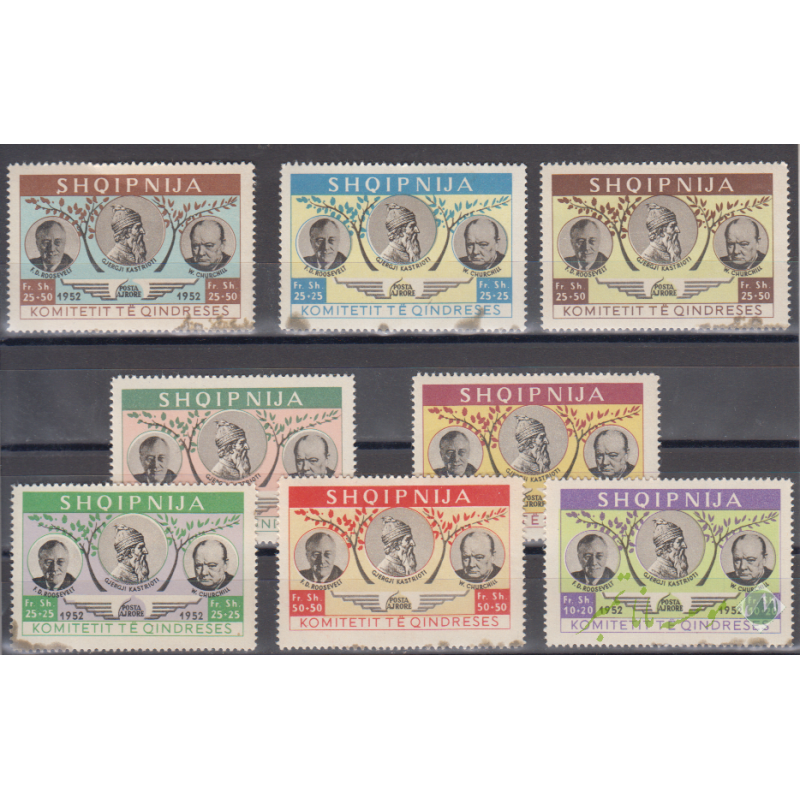 SHQIPNIJA
F.D. ROOSEVELT
GJERGJI KASTRIOTI
W. CHURCHILL
Fr. Sh.
25-50
1952
POSTA AJRORE
1952
Fr. Sh.
25-50
KOMITETIT TË QINDRESES
SHQIPNIJA
F.D. ROOSEVELT
GJERGJI KASTRIOTI
W. CHURCHILL
Fr. Sh.
25-25
POSTA AJRORE
Fr. Sh.
25-25
KOMITETIT TË QINDRESES
SHQIPNIJA
F.D. ROOSEVELT
GJERGJI KASTRIOTI
W. CHURCHILL
Fr. Sh.
25-50
POSTA AJRORE
Fr. Sh.
25-50
KOMITETIT TË QINDRESES
SHQIPNIJA
SHQIPNIJA
POSTA
SHQIPNIJA
F.D. ROOSEVELT
GJERGJI KASTRIOTI
W. CHURCHILL
Fr. Sh.
25-25
1952
POSTA AJRORE
1952
Fr. Sh.
25-25
KOMITETIT TË QINDRESES
SHQIPNIJA
F.D. ROOSEVELT
GJERGJI KASTRIOTI
W. CHURCHILL
Fr. Sh.
50-50
POSTA AJRORE
Fr. Sh.
50-50
KOMITETIT TË QINDRESES
SHQIPNIJA
F.D. ROOSEVELT
GJERGJI KASTRIOTI
W. CHURCHILL
Fr. Sh.
10-20
1952
POSTA AJRORE
1952
KOMITETIT TË QINDRESES